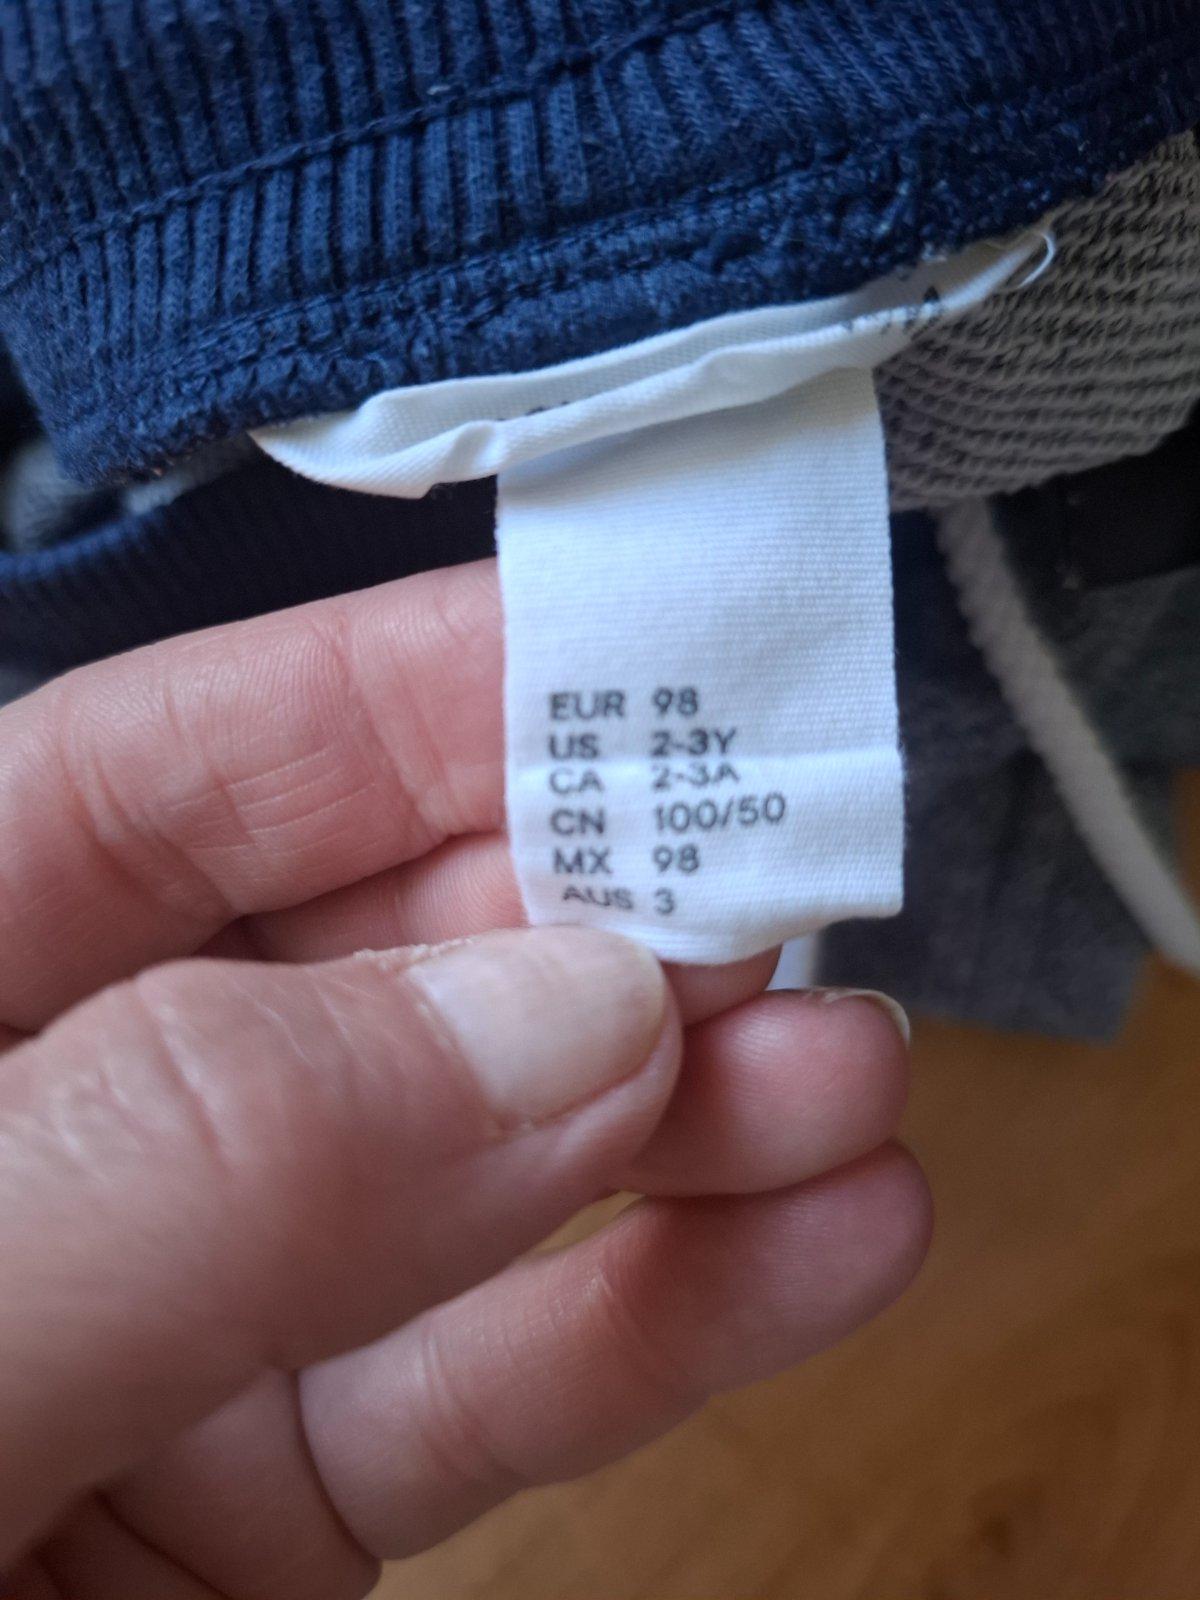 EUR 98
US 2-3Y
CA 2-3A
CN 100/50
MX 98
AUS 3